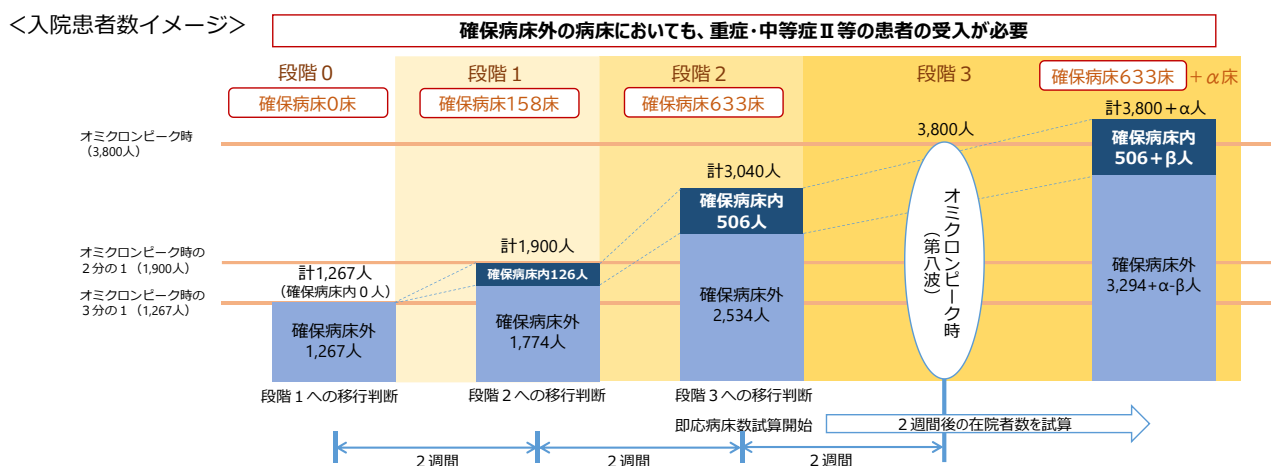 <入院患者数イメージ>
確保病床外の病床においても、重症・中等症Ⅱ等の患者の受入が必要
段階０
確保病床0床
段階１
確保病床158床
段階２
確保病床633床
段階３
確保病床633床
＋α床
オミクロンピーク時
（3,800人）
オミクロンピーク時の
２分の１（1,900人）
オミクロンピーク時の
３分の１（1,267人）
計1,267人
（確保病床内０人）
確保病床外
1,267人
計1,900人
確保病床内126人
確保病床外
1,774人
計3,040人
確保病床内
506人
確保病床外
2,534人
3,800人
オミクロンピーク時
（第八波）
計3,800＋α人
確保病床内
506+β人
確保病床外
3,294+α-β人
段階１への移行判断
段階２への移行判断
段階３への移行判断
即応病床数試算開始
２週間後の在院者数を試算
２週間
２週間
２週間